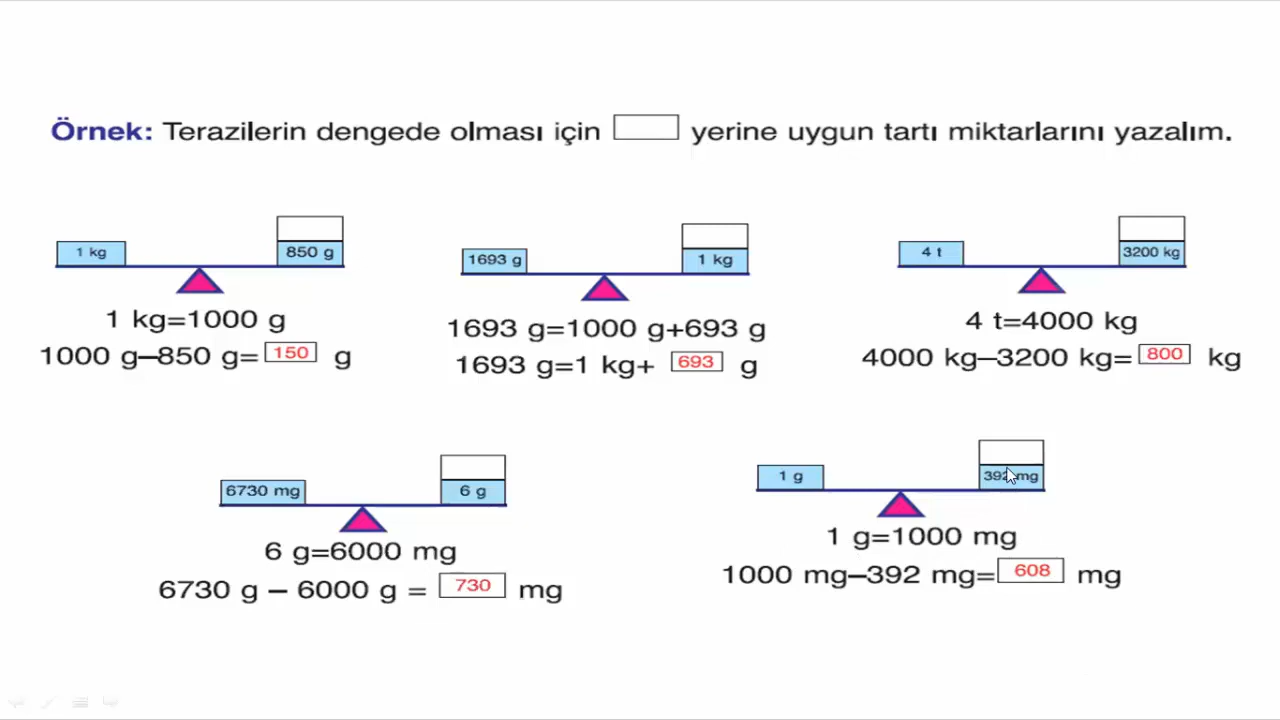 Örnek: Terazilerin dengede olması için yerine uygun tartı miktarlarını yazalım.
1 kg 850 g
1kg=1000 g
1000 g–850 g= 150 g
1693 g 1 kg
1693 g=1000 g+693 g
1693 g=1 kg+ 693 g
4 t 3200 kg
4 t=4000 kg
4000 kg–3200 kg= 800 kg
6730 mg 6 g
6 g=6000 mg
6730 g – 6000 g = 730 mg
1 g 392 mg
1 g=1000 mg
1000 mg–392 mg= 608 mg